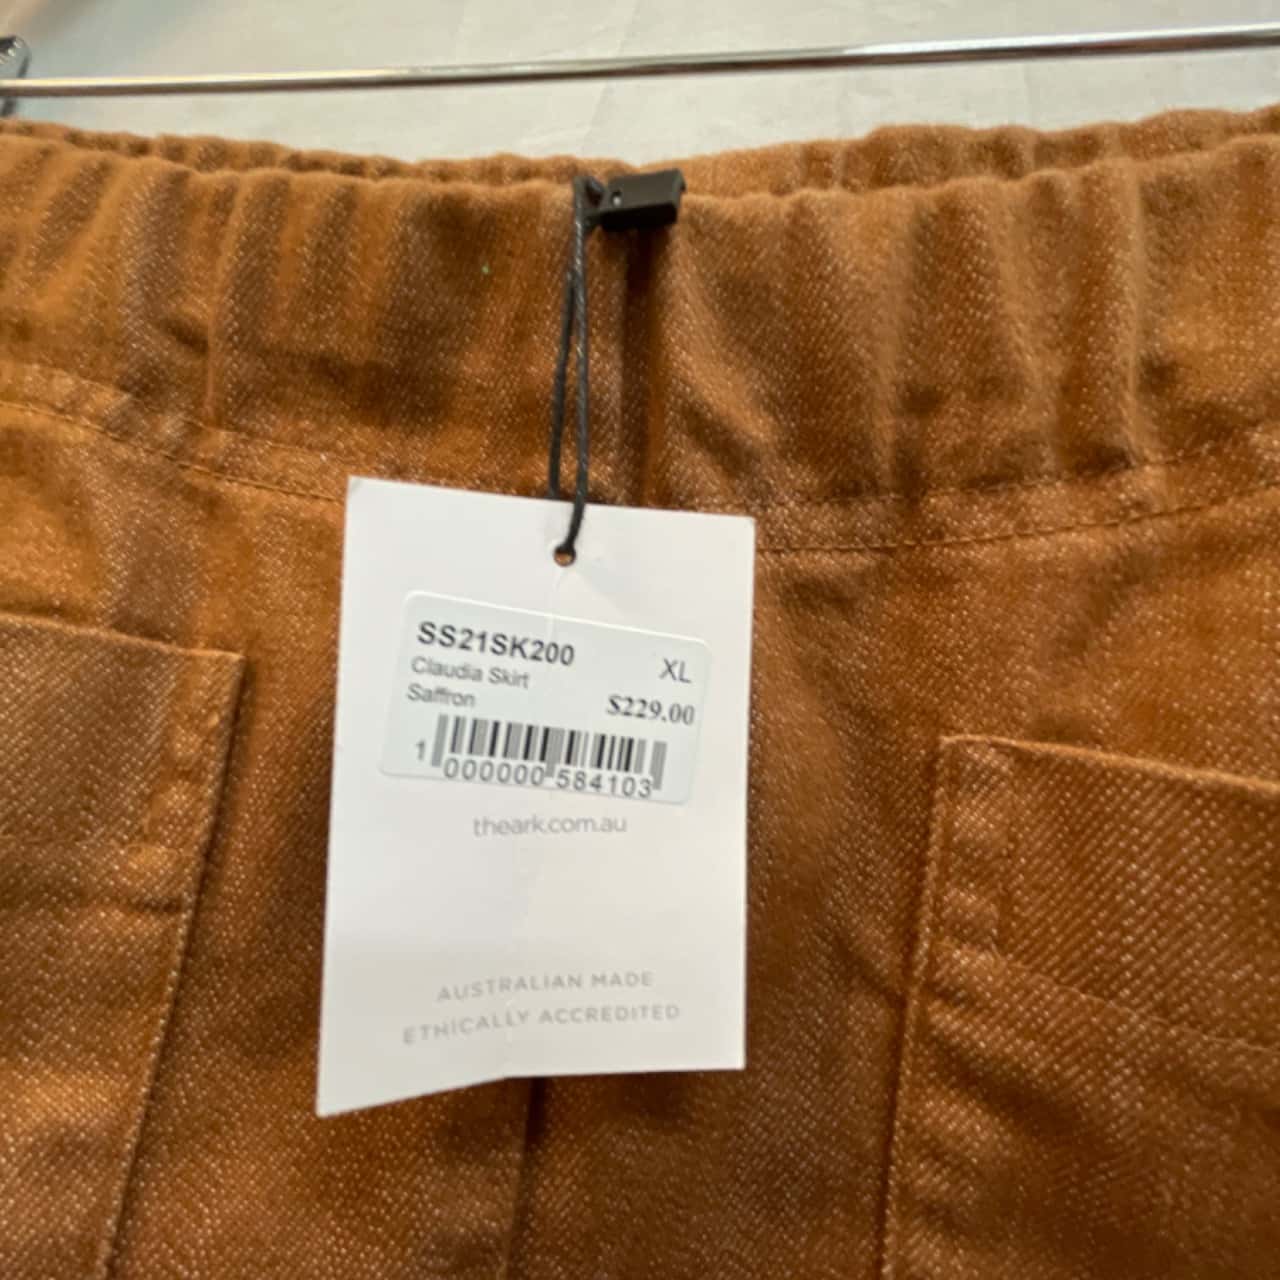 SS21SK200
Claudia Skirt XL
Saffron $229.00
1 000000 584103
theark.com.au
AUSTRALIAN MADE
ETHICALLY ACCREDITED